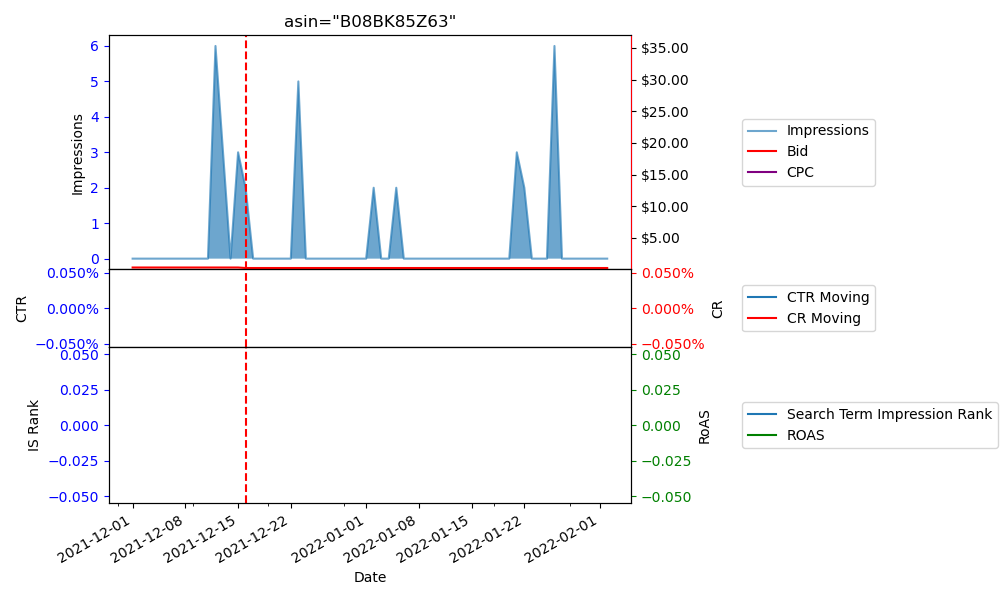 asin="B08BK85Z63"
Impressions
6
5
4
3
2
1
0
$35.00
$30.00
$25.00
$20.00
$15.00
$10.00
$5.00
Impressions
Bid
CPC
CTR
0.050%
0.000%
−0.050%
0.050%
0.000%
−0.050%
CR
CTR Moving
CR Moving
IS Rank
0.050
0.025
0.000
−0.025
−0.050
0.050
0.025
0.000
−0.025
−0.050
RoAS
Search Term Impression Rank
ROAS
2021-12-01
2021-12-08
2021-12-15
2021-12-22
2022-01-01
2022-01-08
2022-01-15
2022-01-22
2022-02-01
Date